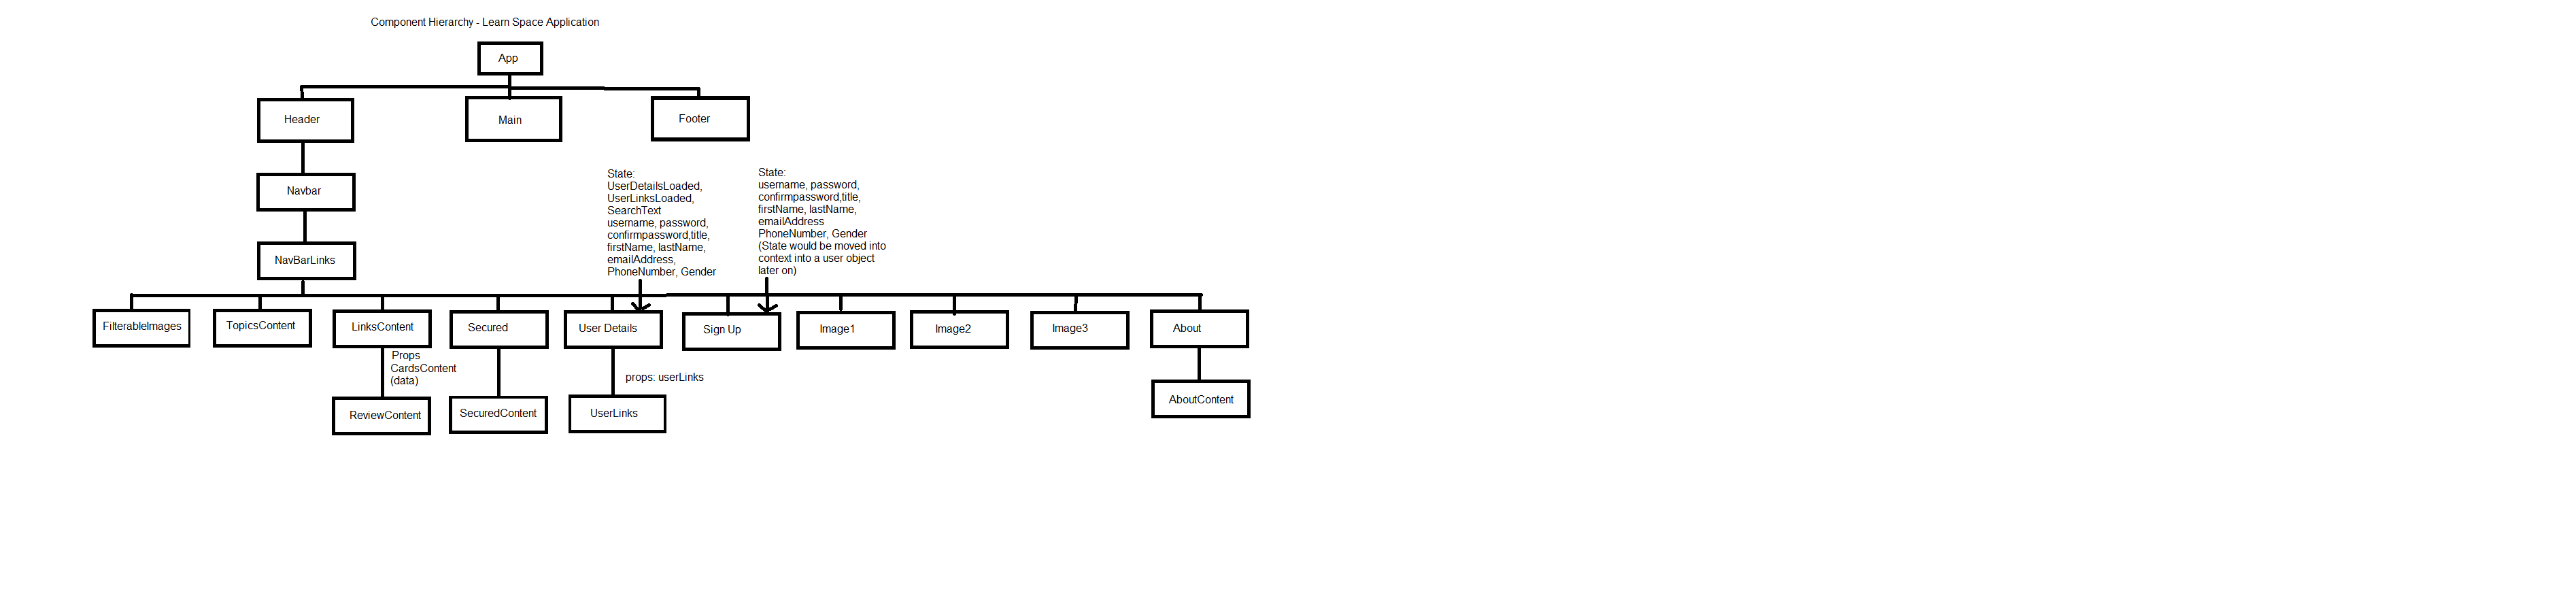 Component Hierarchy - Learn Space Application
App
Header
Main
Footer
Navbar
NavBarLinks
State:
UserDetailsLoaded,
UserLinksLoaded,
SearchText
username, password,
confirmpassword,title,
firstName, lastName,
emailAddress,
PhoneNumber, Gender
State:
username, password,
confirmpassword,title,
firstName, lastName,
emailAddress
PhoneNumber, Gender
(State would be moved into
context into a user object
later on)
FilterableImages
TopicsContent
LinksContent
Secured
User Details
Sign Up
Image1
Image2
Image3
About
Props
CardsContent
(data)
props: userLinks
ReviewContent
SecuredContent
UserLinks
AboutContent